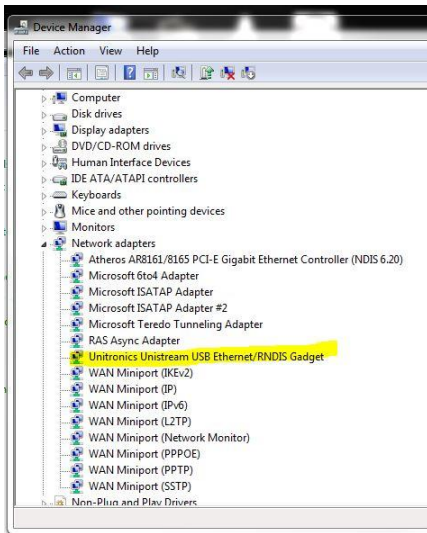 Device Manager
File Action View Help
Computer
Disk drives
Display adapters
DVD/CD-ROM drives
Human Interface Devices
IDE ATA/ATAPI controllers
Keyboards
Mice and other pointing devices
Monitors
Network adapters
Atheros AR8161/8165 PCI-E Gigabit Ethernet Controller (NDIS 6.20)
Microsoft 6to4 Adapter
Microsoft ISATAP Adapter
Microsoft ISATAP Adapter #2
Microsoft Teredo Tunneling Adapter
RAS Async Adapter
Unitronics Unistream USB Ethernet/RNDIS Gadget
WAN Miniport (IKEv2)
WAN Miniport (IP)
WAN Miniport (IPv6)
WAN Miniport (L2TP)
WAN Miniport (Network Monitor)
WAN Miniport (PPPOE)
WAN Miniport (PPTP)
WAN Miniport (SSTP)
Non-Plug and Play Drivers